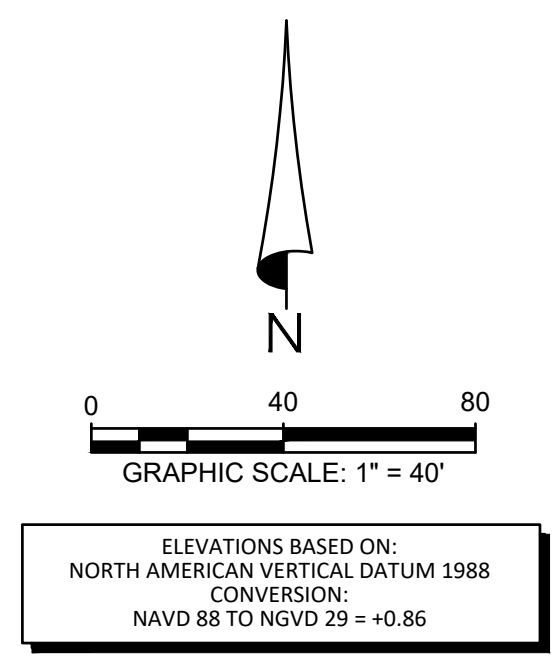 N
0 40 80
GRAPHIC SCALE: 1" = 40'
ELEVATIONS BASED ON:
NORTH AMERICAN VERTICAL DATUM 1988
CONVERSION:
NAVD 88 TO NGVD 29 = +0.86